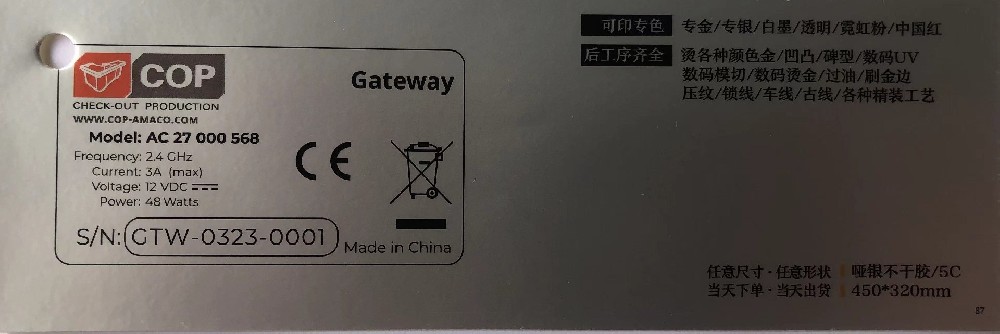 COP
CHECK-OUT PRODUCTION
WWW.COP-AMACO.COM
Gateway
Model: AC 27 000 568
Frequency: 2.4 GHz
Current: 3A (max)
Voltage: 12 VDC
Power: 48 Watts
CE
S/N: GTW-0323-0001
Made in China
可印专色 专金/专银/白墨/透明/霓虹粉/中国红
后工序齐全 烫各种颜色金/凹凸/碑型/数码UV
数码模切/数码烫金/过油/刷金边
压纹/锁线/车线/古线/各种精装工艺
任意尺寸·任意形状 哑银不干胶/5C
当天下单·当天出货 450*320mm
87